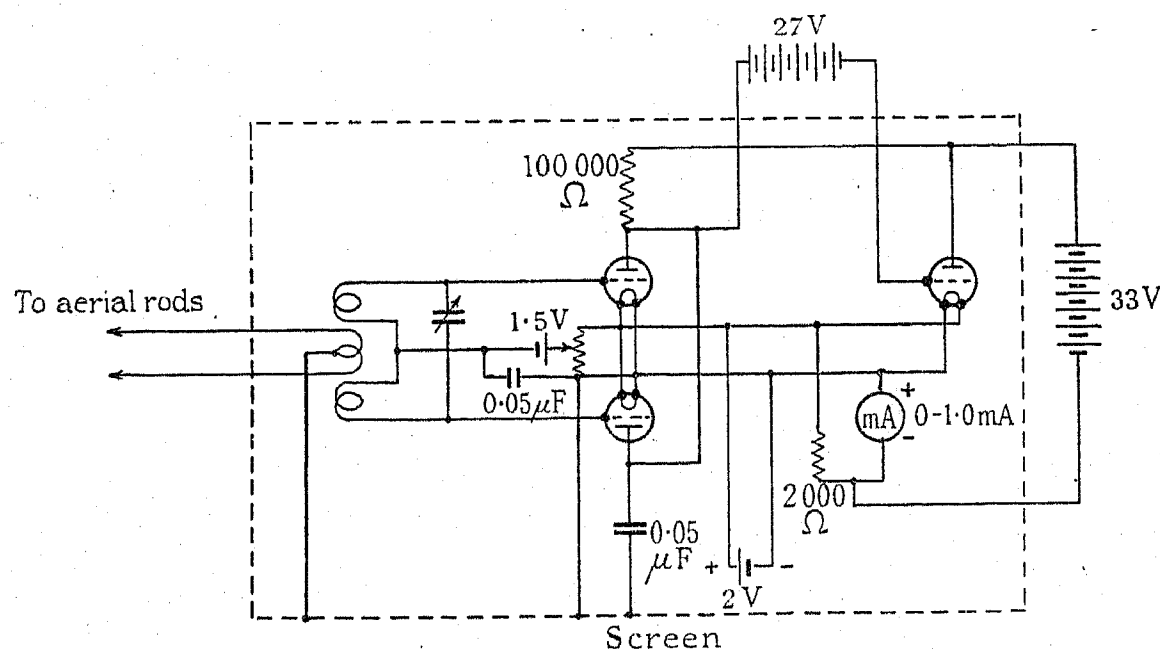 27V
100 000
Ω
To aerial rods
1·5V
33V
0·05μF
+
mA
0-1·0mA
-
2000
Ω
0·05
μF
+
-
2V
Screen